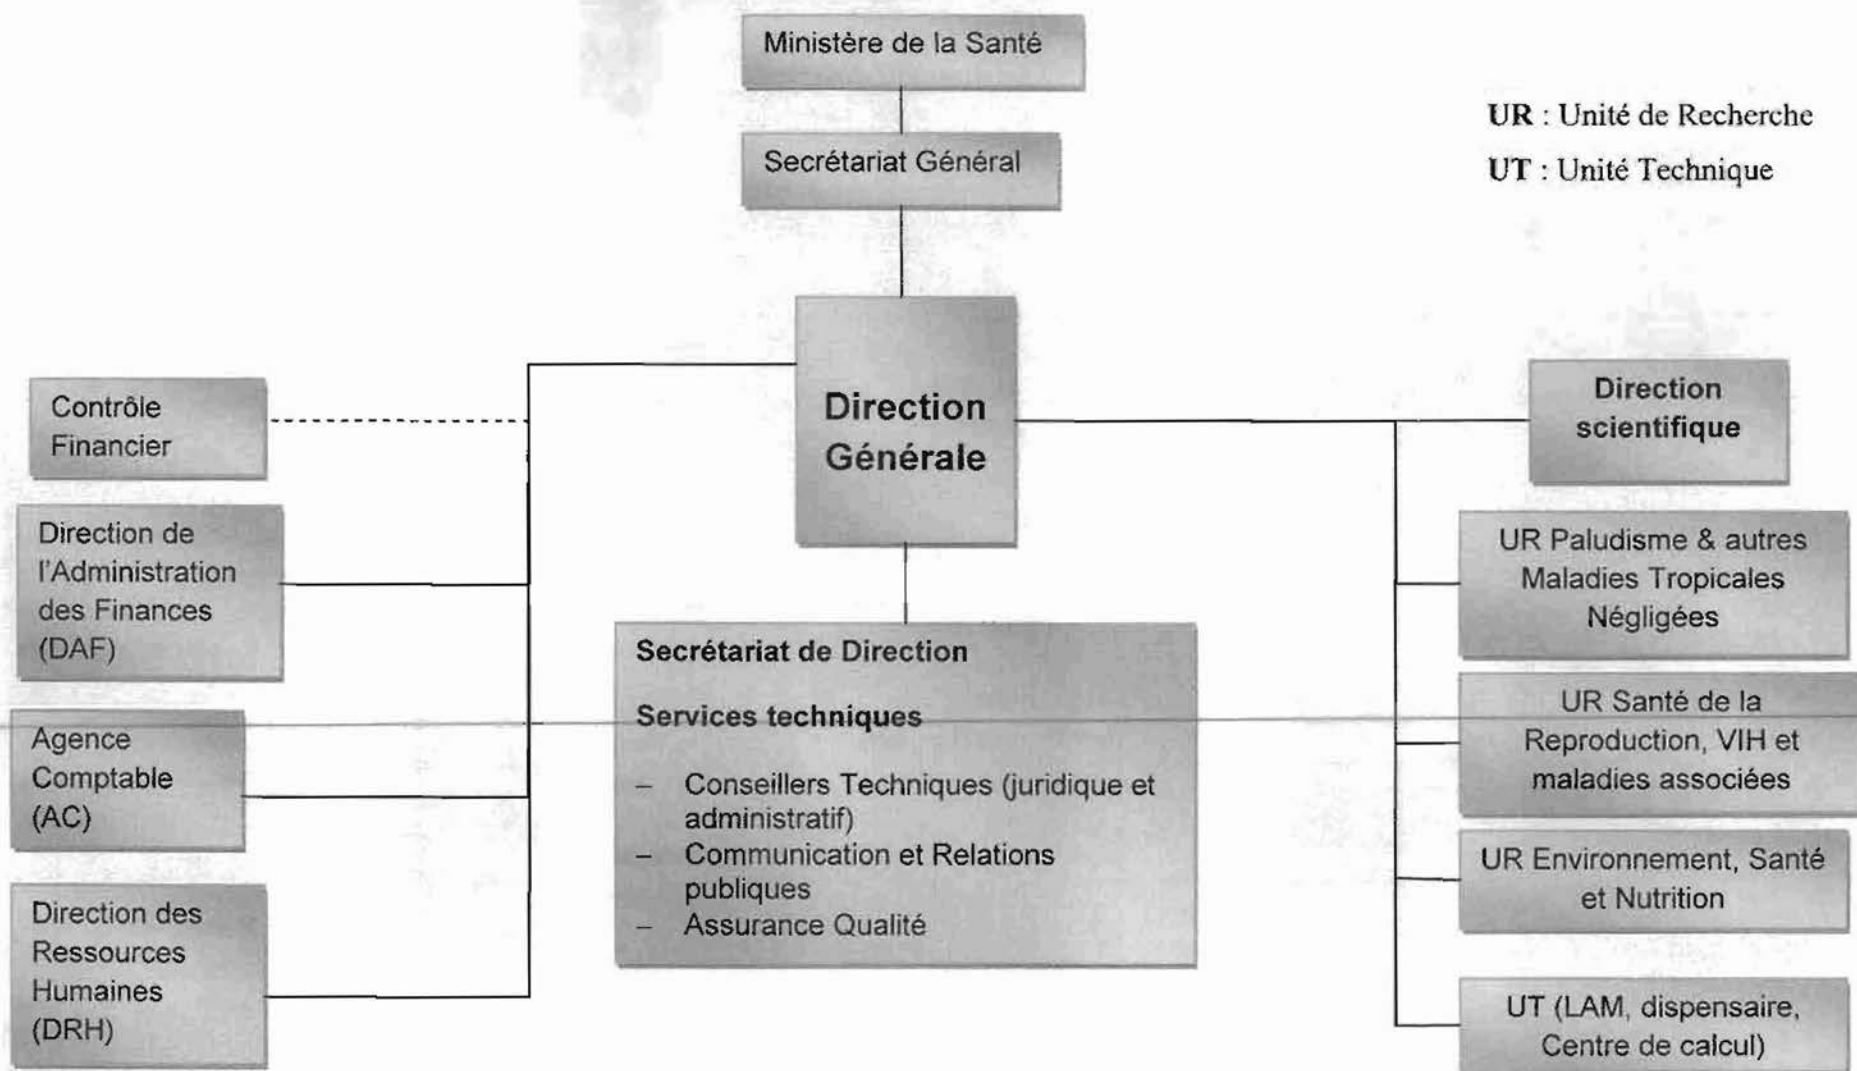 Ministère de la Santé
Secrétariat Général
UR : Unité de Recherche
UT : Unité Technique
Direction
Générale
Contrôle
Financier
Direction de
l'Administration
des Finances
(DAF)
Agence
Comptable
(AC)
Direction des
Ressources
Humaines
(DRH)
Secrétariat de Direction
Services techniques
– Conseillers Techniques (juridique et
administratif)
– Communication et Relations
publiques
– Assurance Qualité
Direction
scientifique
UR Paludisme & autres
Maladies Tropicales
Négligées
UR Santé de la
Reproduction, VIH et
maladies associées
UR Environnement, Santé
et Nutrition
UT (LAM, dispensaire,
Centre de calcul)